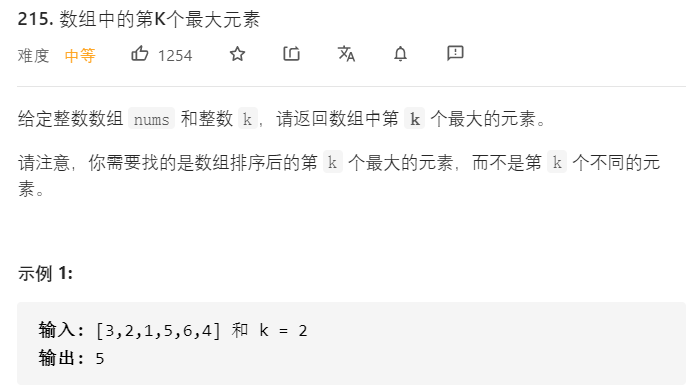 215. 数组中的第K个最大元素
难度 中等 1254
给定整数数组 nums 和整数 k，请返回数组中第 k 个最大的元素。
请注意，你需要找的是数组排序后的第 k 个最大的元素，而不是第 k 个不同的元
素。
示例 1:
输入: [3,2,1,5,6,4] 和 k = 2
输出: 5